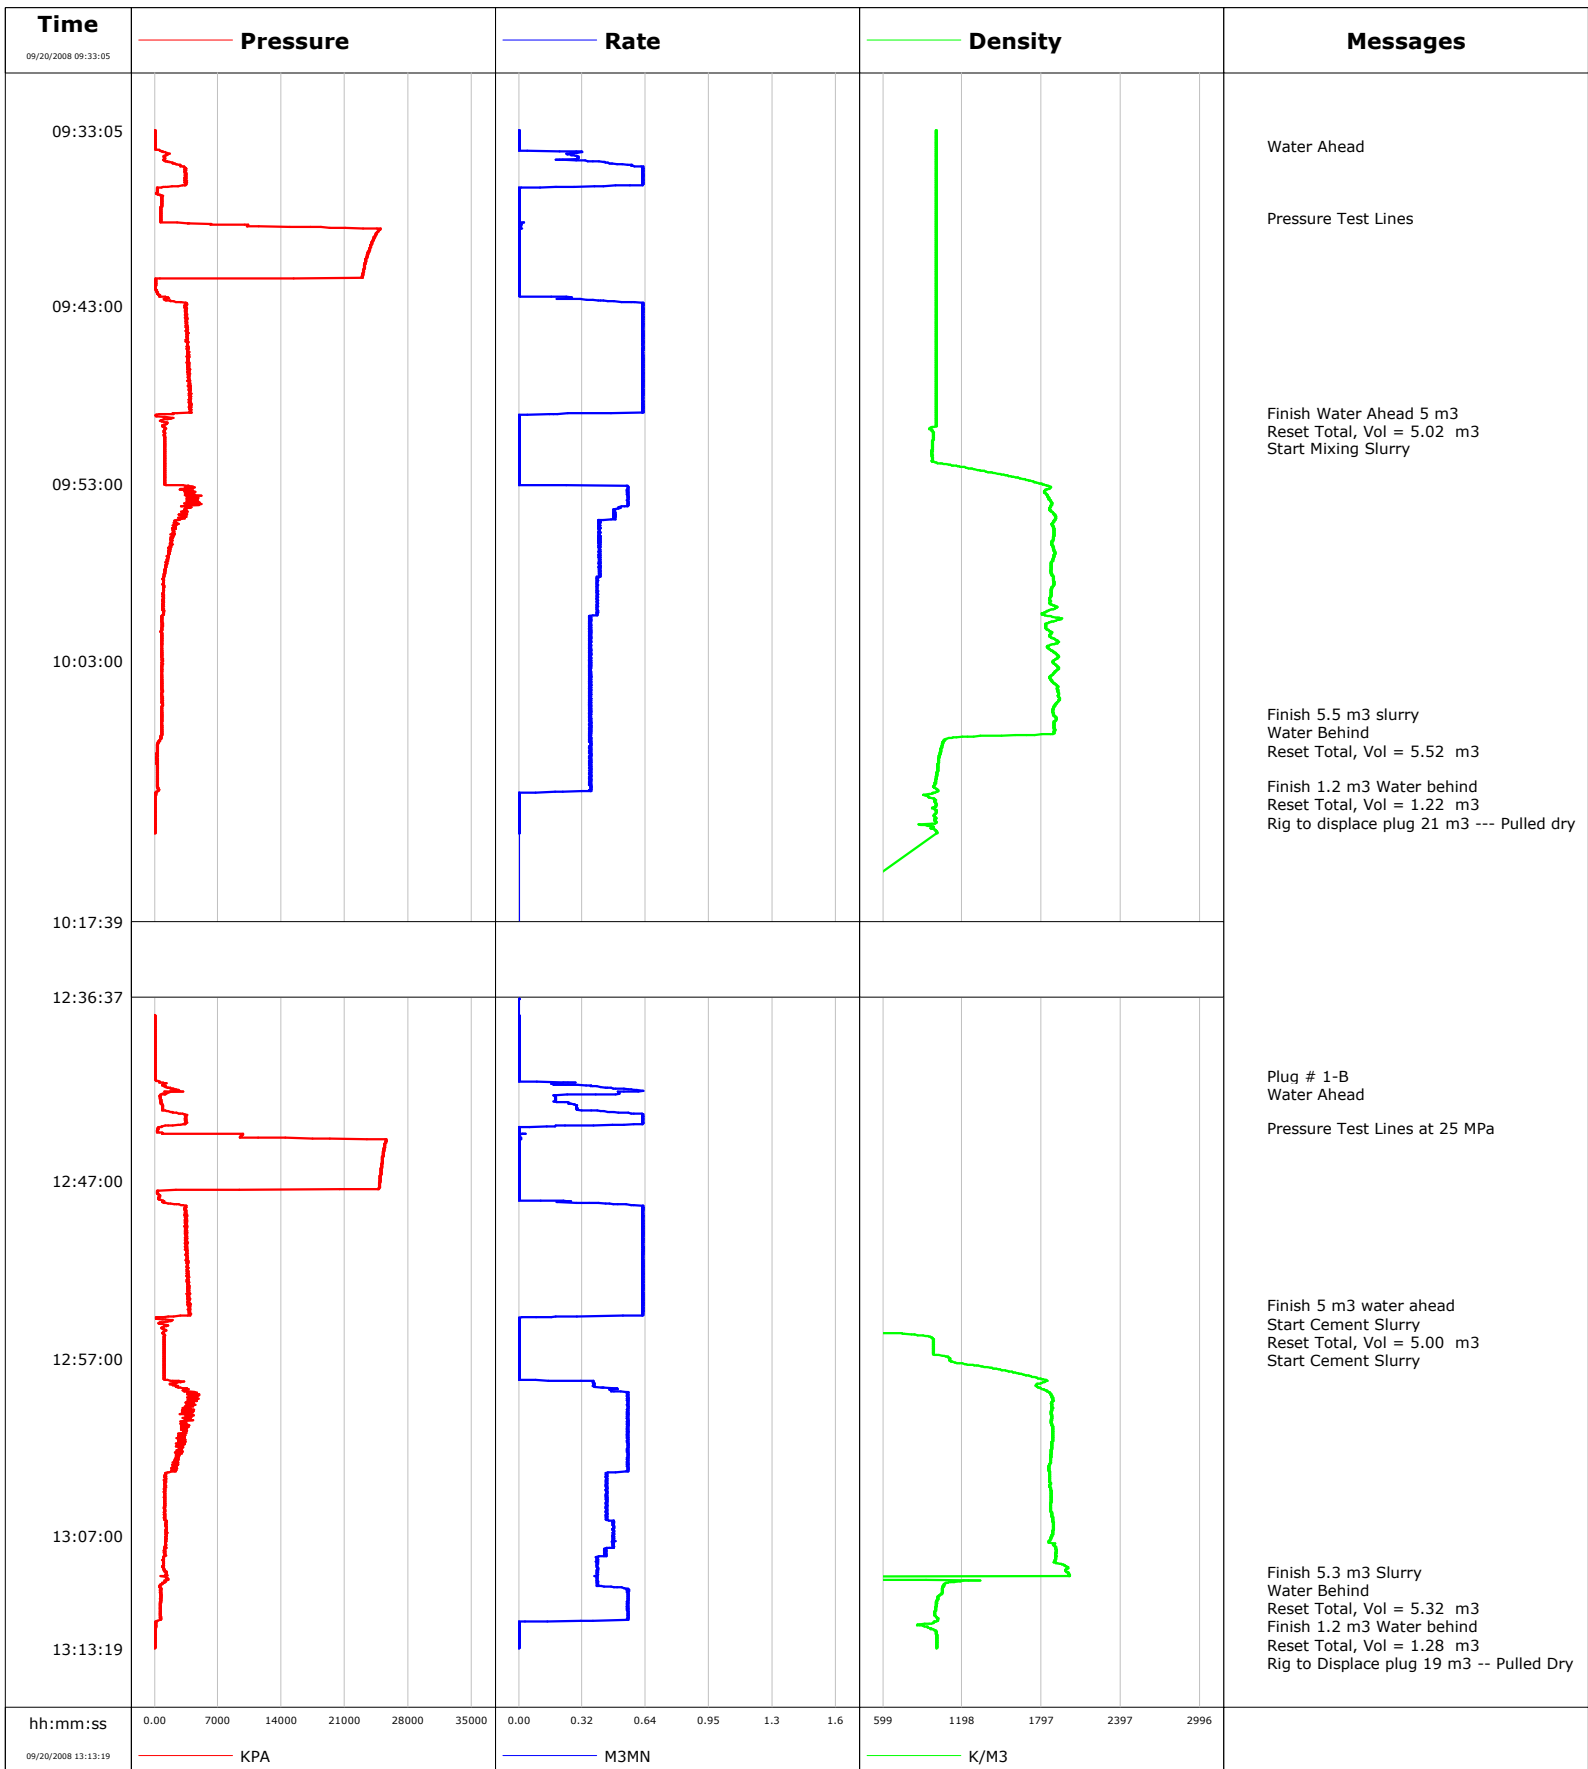 Time
09/20/2008 09:33:05
Pressure
Rate
Density
Messages
09:33:05
Water Ahead
Pressure Test Lines
09:43:00
Finish Water Ahead 5 m3
Reset Total, Vol = 5.02 m3
Start Mixing Slurry
09:53:00
10:03:00
Finish 5.5 m3 slurry
Water Behind
Reset Total, Vol = 5.52 m3
Finish 1.2 m3 Water behind
Reset Total, Vol = 1.22 m3
Rig to displace plug 21 m3 --- Pulled dry
10:17:39
12:36:37
Plug # 1-B
Water Ahead
Pressure Test Lines at 25 MPa
12:47:00
Finish 5 m3 water ahead
Start Cement Slurry
Reset Total, Vol = 5.00 m3
Start Cement Slurry
12:57:00
13:07:00
Finish 5.3 m3 Slurry
Water Behind
Reset Total, Vol = 5.32 m3
Finish 1.2 m3 Water behind
Reset Total, Vol = 1.28 m3
Rig to Displace plug 19 m3 -- Pulled Dry
13:13:19
hh:mm:ss
0.00 7000 14000 21000 28000 35000
0.00 0.32 0.64 0.95 1.3 1.6
599 1198 1797 2397 2996
09/20/2008 13:13:19
KPA
M3MN
K/M3